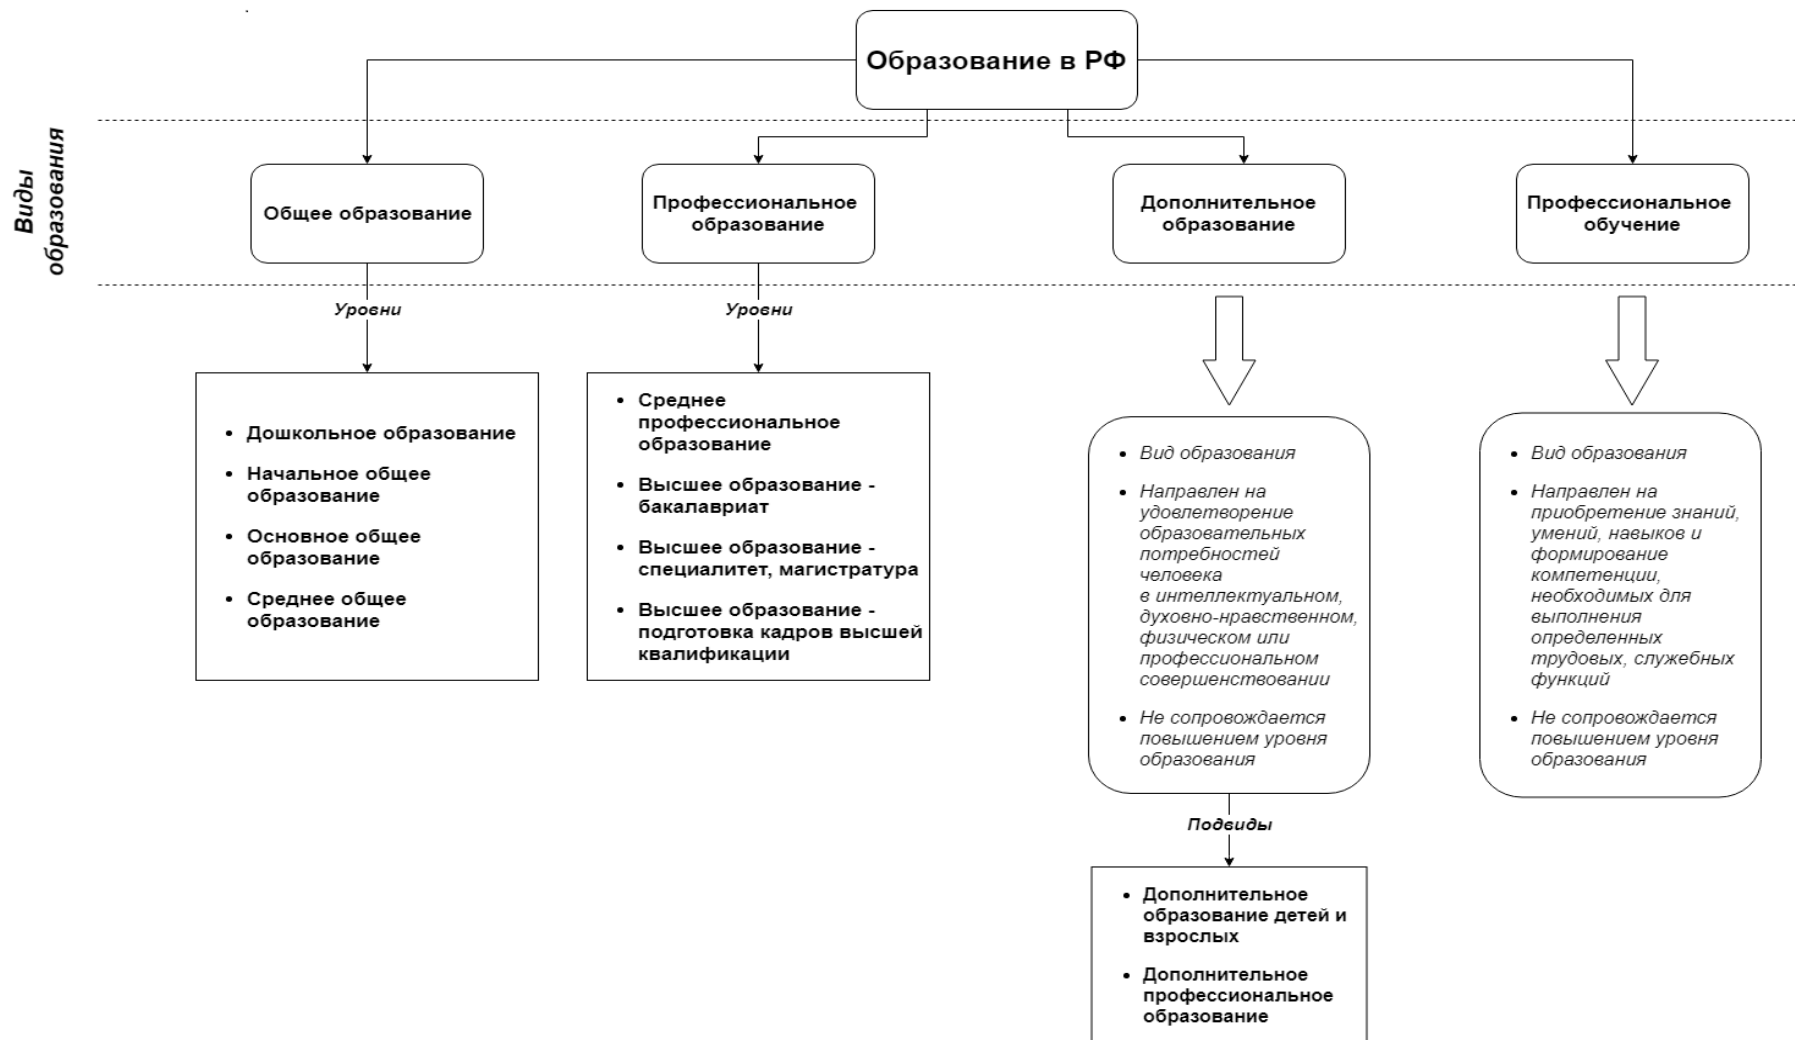 Образование в РФ
Виды
образования
Общее образование
Профессиональное
образование
Дополнительное
образование
Профессиональное
обучение
Уровни
Уровни
• Дошкольное образование
• Начальное общее
образование
• Основное общее
образование
• Среднее общее
образование
• Среднее
профессиональное
образование
• Высшее образование -
бакалавриат
• Высшее образование -
специалитет, магистратура
• Высшее образование -
подготовка кадров высшей
квалификации
• Вид образования
• Направлен на
удовлетворение
образовательных
потребностей
человека
в интеллектуальном,
духовно-нравственном,
физическом или
профессиональном
совершенствовании
• Не сопровождается
повышением уровня
образования
• Вид образования
• Направлен на
приобретение знаний,
умений, навыков и
формирование
компетенции,
необходимых для
выполнения
определенных
трудовых, служебных
функций
• Не сопровождается
повышением уровня
образования
Подвиды
• Дополнительное
образование детей и
взрослых
• Дополнительное
профессиональное
образование